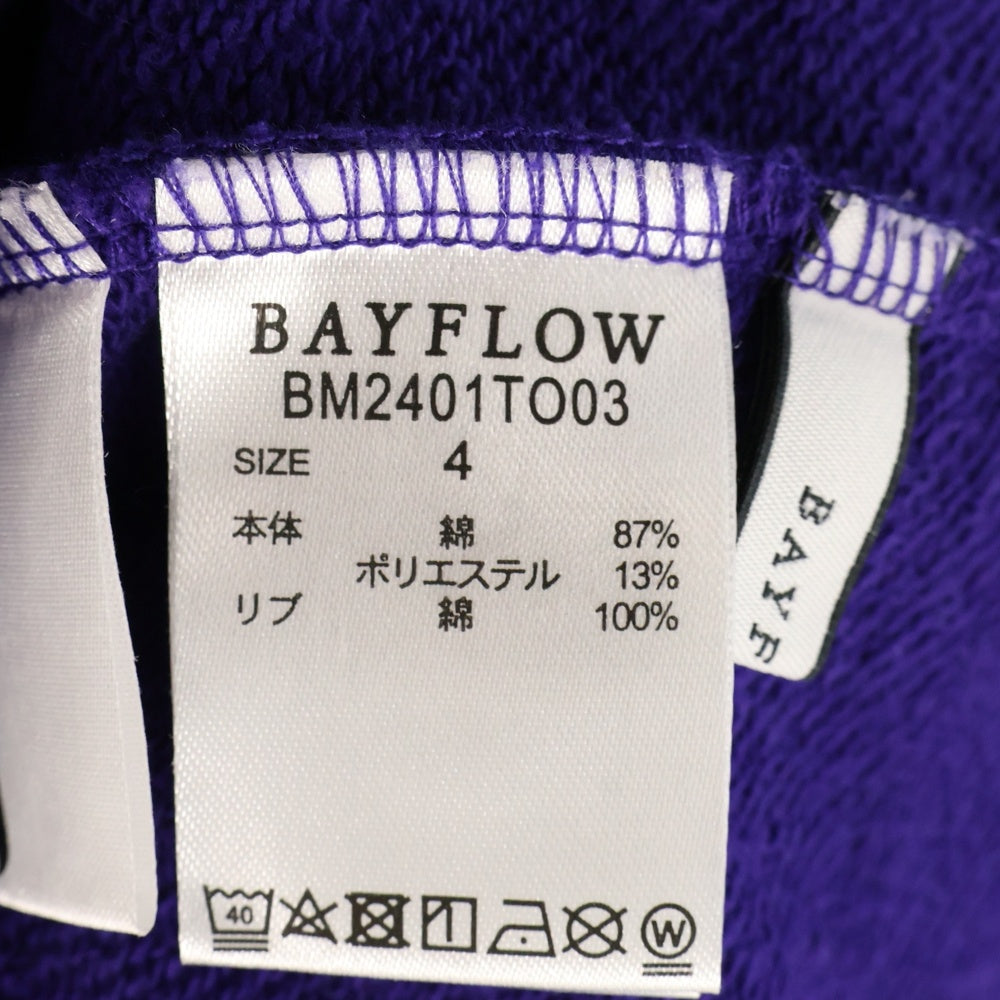 BAYFLOW
BM2401TO03
SIZE 4
本体 綿 87%
ポリエステル 13%
リブ 綿 100%
40
W
BAYF